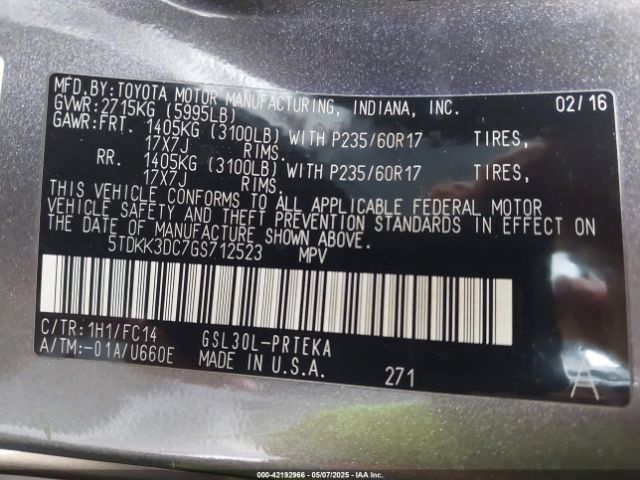 MFD. BY: TOYOTA MOTOR MANUFACTURING, INDIANA, INC. 02/16
GVWR: 2715KG (5995LB)
GAWR: FRT. 1405KG (3100LB) WITH P235/60R17 TIRES,
17X7J RIMS.
RR. 1405KG (3100LB) WITH P235/60R17 TIRES,
17X7J RIMS.
THIS VEHICLE CONFORMS TO ALL APPLICABLE FEDERAL MOTOR
VEHICLE SAFETY AND THEFT PREVENTION STANDARDS IN EFFECT ON
THE DATE OF MANUFACTURE SHOWN ABOVE.
5TDKK3DC7GS712523 MPV
C/TR: 1H1/FC14 GSL30L-PRTEKA
A/TM:-01A/U660E MADE IN U.S.A. 271 A
000-42192966 - 05/07/2025 - IAAI.COM